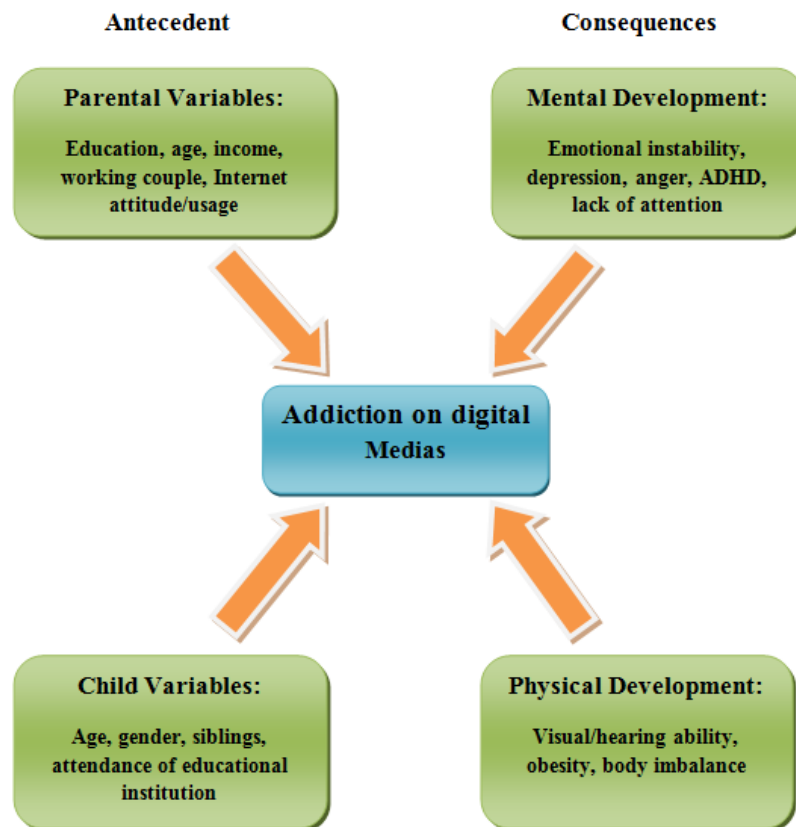 Antecedent
Consequences
Parental Variables:
Education, age, income,
working couple, Internet
attitude/usage
Mental Development:
Emotional instability,
depression, anger, ADHD,
lack of attention
Addiction on digital
Medias
Child Variables:
Age, gender, siblings,
attendance of educational
institution
Physical Development:
Visual/hearing ability,
obesity, body imbalance